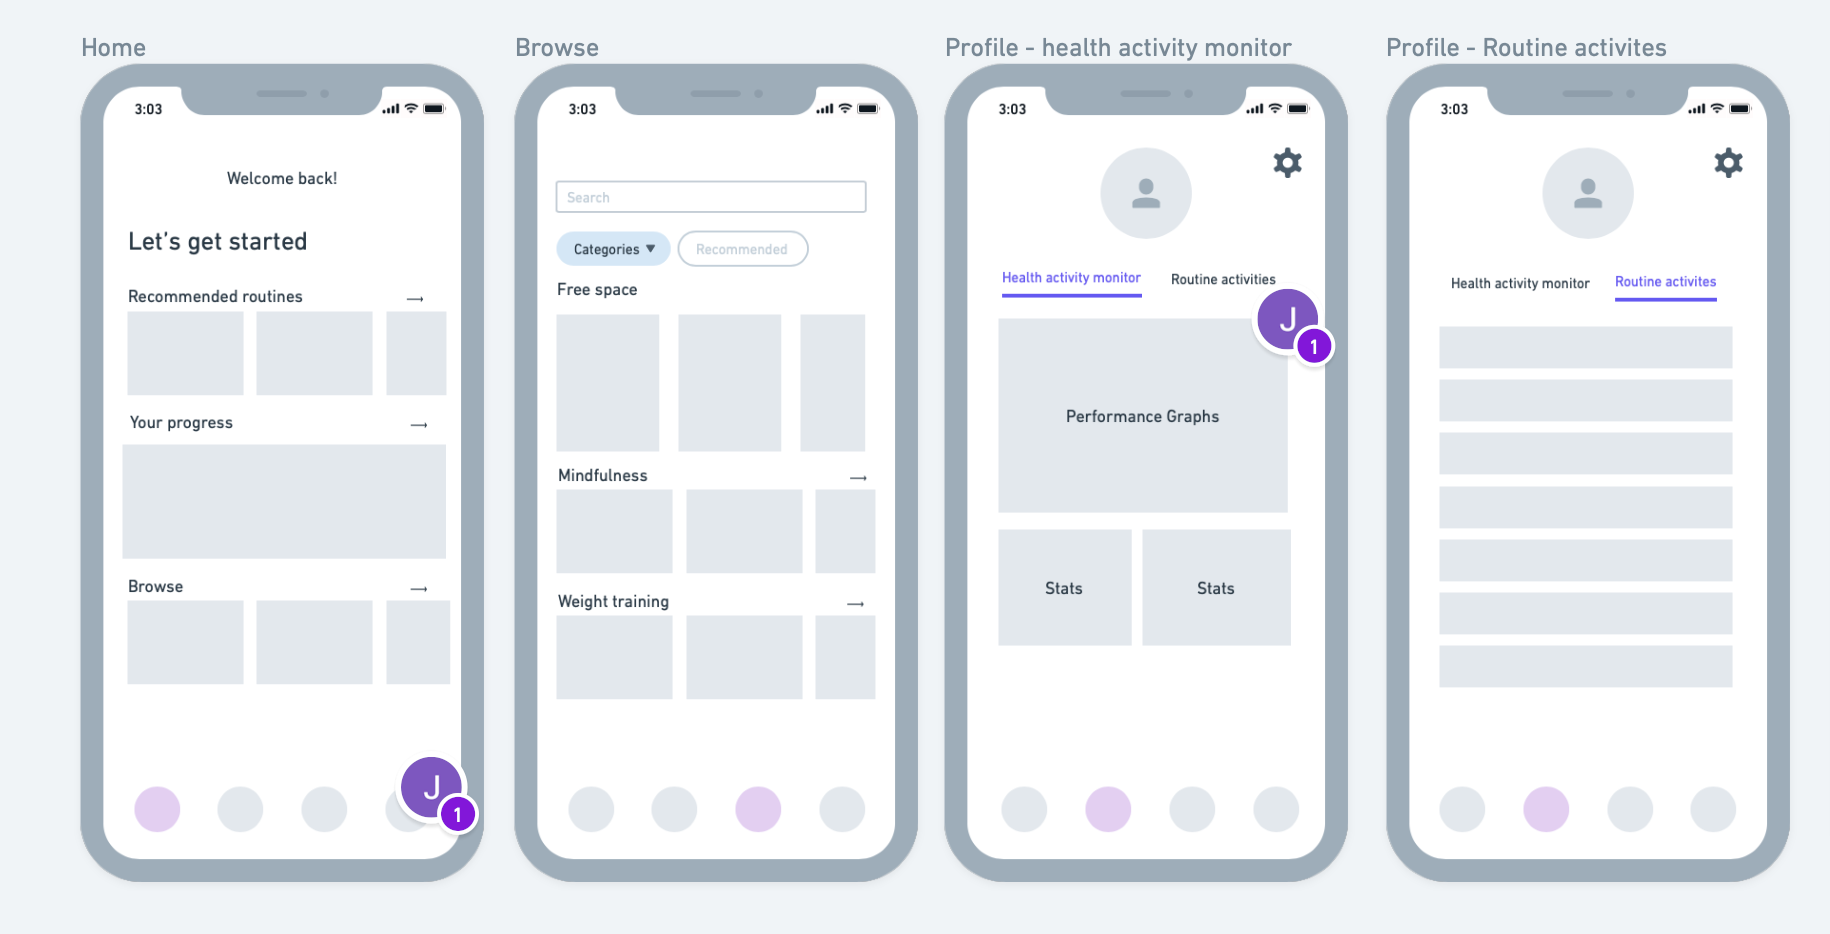 Home
3:03
Welcome back!
Let's get started
Recommended routines
Your progress
Browse
J
1
Browse
3:03
Search
Categories
Recommended
Free space
Mindfulness
Weight training
Profile - health activity monitor
3:03
Health activity monitor
Routine activities
J
1
Performance Graphs
Stats
Stats
Profile - Routine activites
3:03
Health activity monitor
Routine activites